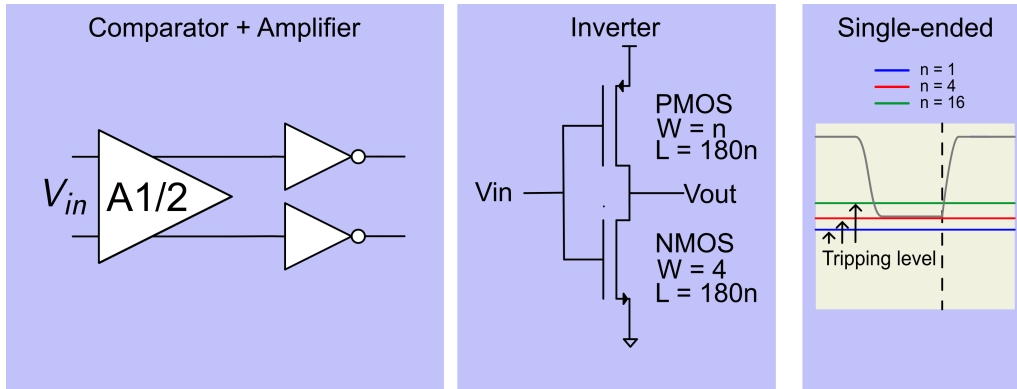 Comparator + Amplifier
Vin
A1/2
Inverter
PMOS
W = n
L = 180n
Vin
Vout
NMOS
W = 4
L = 180n
Single-ended
n = 1
n = 4
n = 16
Tripping level